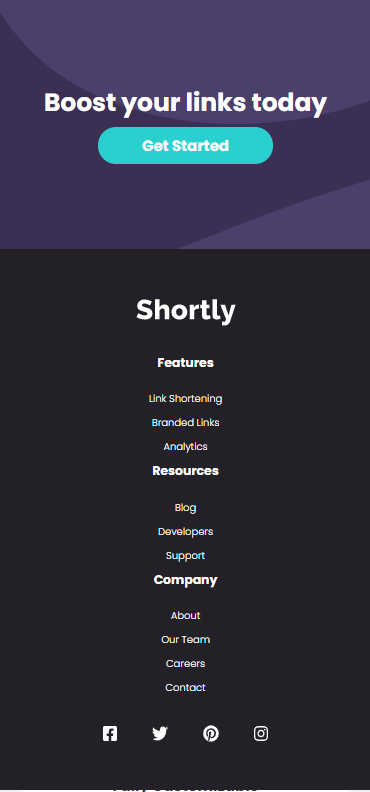 Boost your links today
Get Started
Shortly
Features
Link Shortening
Branded Links
Analytics
Resources
Blog
Developers
Support
Company
About
Our Team
Careers
Contact